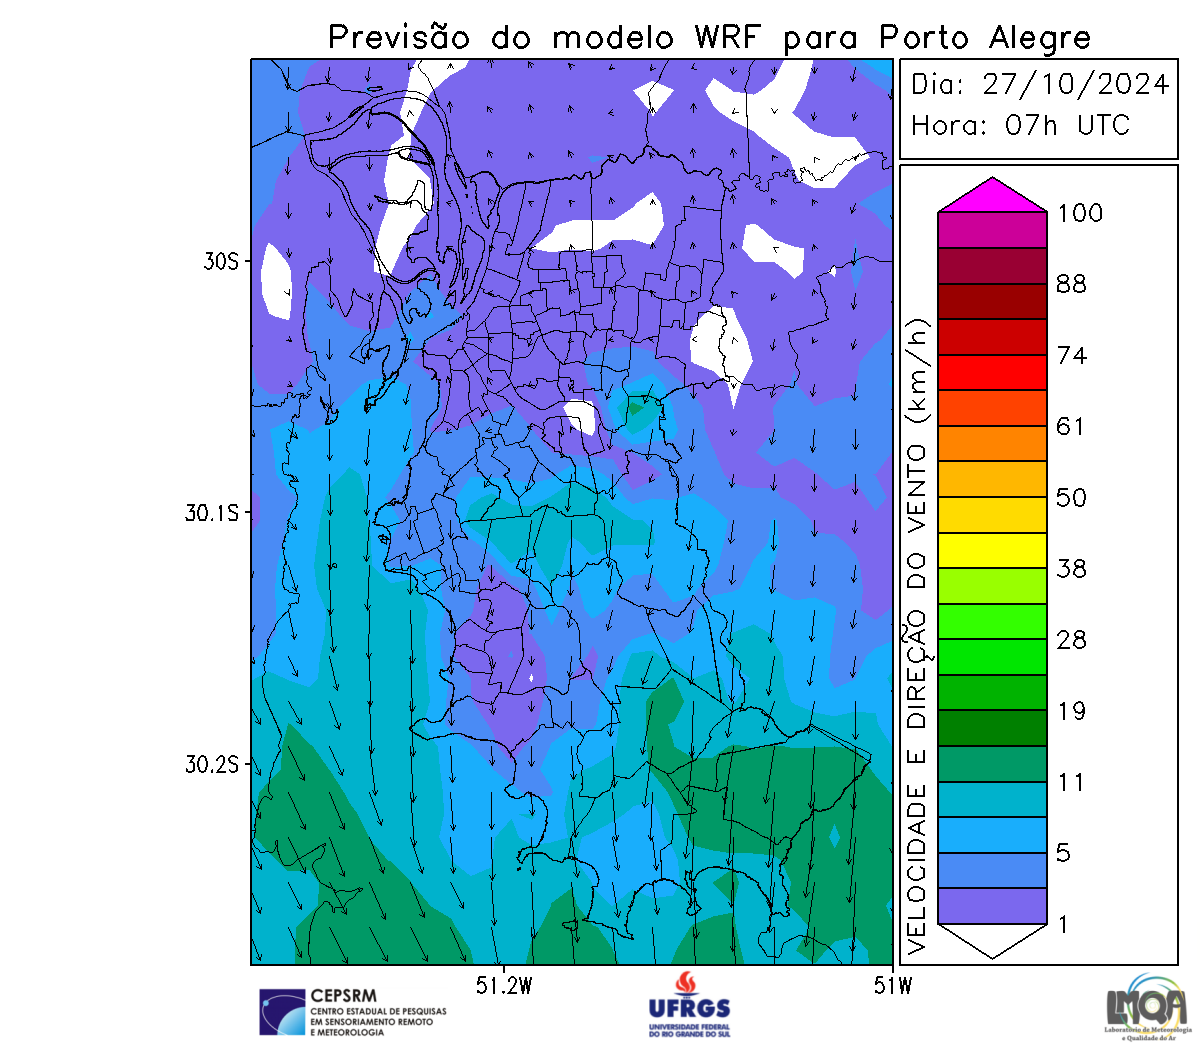 Previsão do modelo WRF para Porto Alegre
Dia: 27/10/2024
Hora: 07h UTC
30S
30.1S
30.2S
51.2W
51W
VELOCIDADE E DIREÇÃO DO VENTO (km/h)
100
88
74
61
50
38
28
19
11
5
1
CEPSRM
CENTRO ESTADUAL DE PESQUISAS
EM SENSORIAMENTO REMOTO
E METEOROLOGIA
UFRGS
UNIVERSIDADE FEDERAL
DO RIO GRANDE DO SUL
LMQA
Laboratório de Meteorologia
e Qualidade do Ar